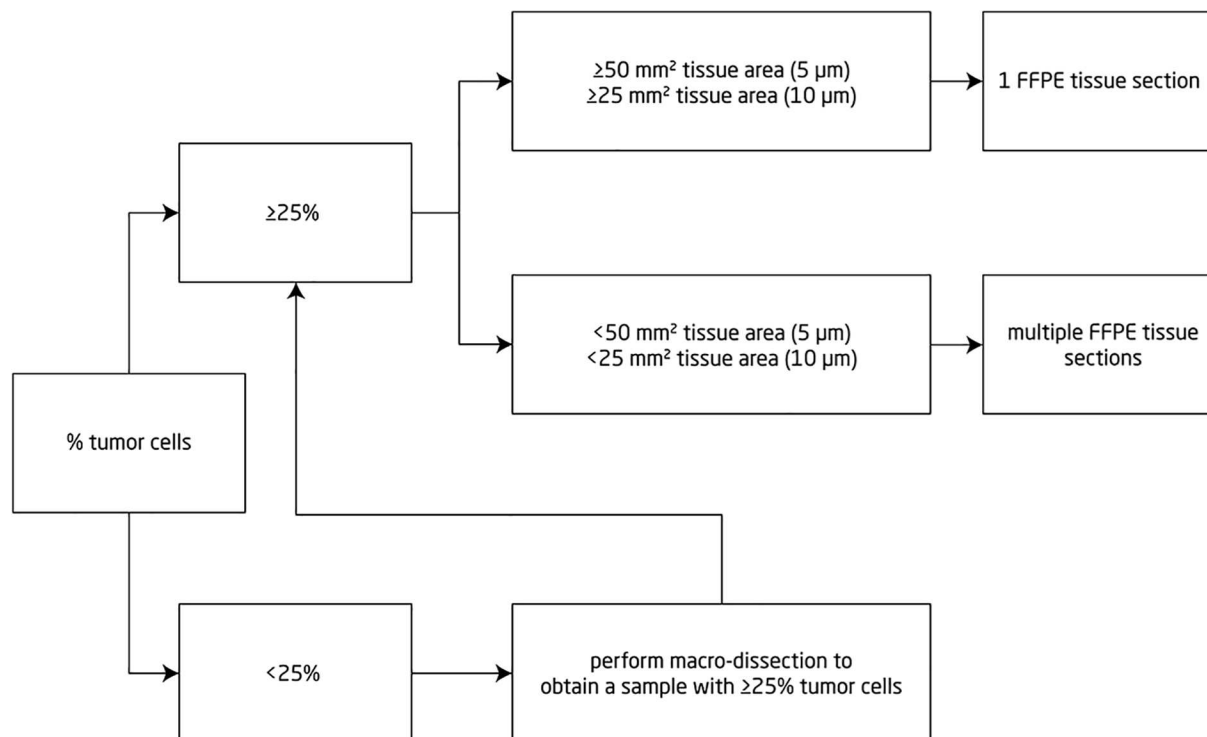 ≥50 mm² tissue area (5 µm)
≥25 mm² tissue area (10 µm)
1 FFPE tissue section
≥25%
<50 mm² tissue area (5 µm)
<25 mm² tissue area (10 µm)
multiple FFPE tissue
sections
% tumor cells
<25%
perform macro-dissection to
obtain a sample with ≥25% tumor cells